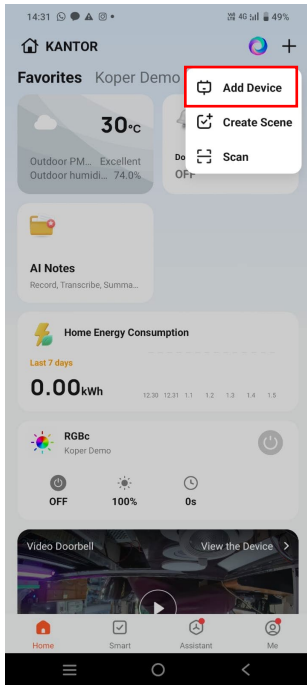 14:31
4G
49%
KANTOR
Favorites Koper Demo
Add Device
Create Scene
Scan
30°C
Outdoor PM... Excellent
Outdoor humidi... 74.0%
Do
OFF
AI Notes
Record, Transcribe, Summa...
Home Energy Consumption
Last 7 days
0.00kWh
12.30 12.31 1.1 1.2 1.3 1.4 1.5
RGBc
Koper Demo
OFF 100% 0s
Video Doorbell View the Device >
Home Smart Assistant Me